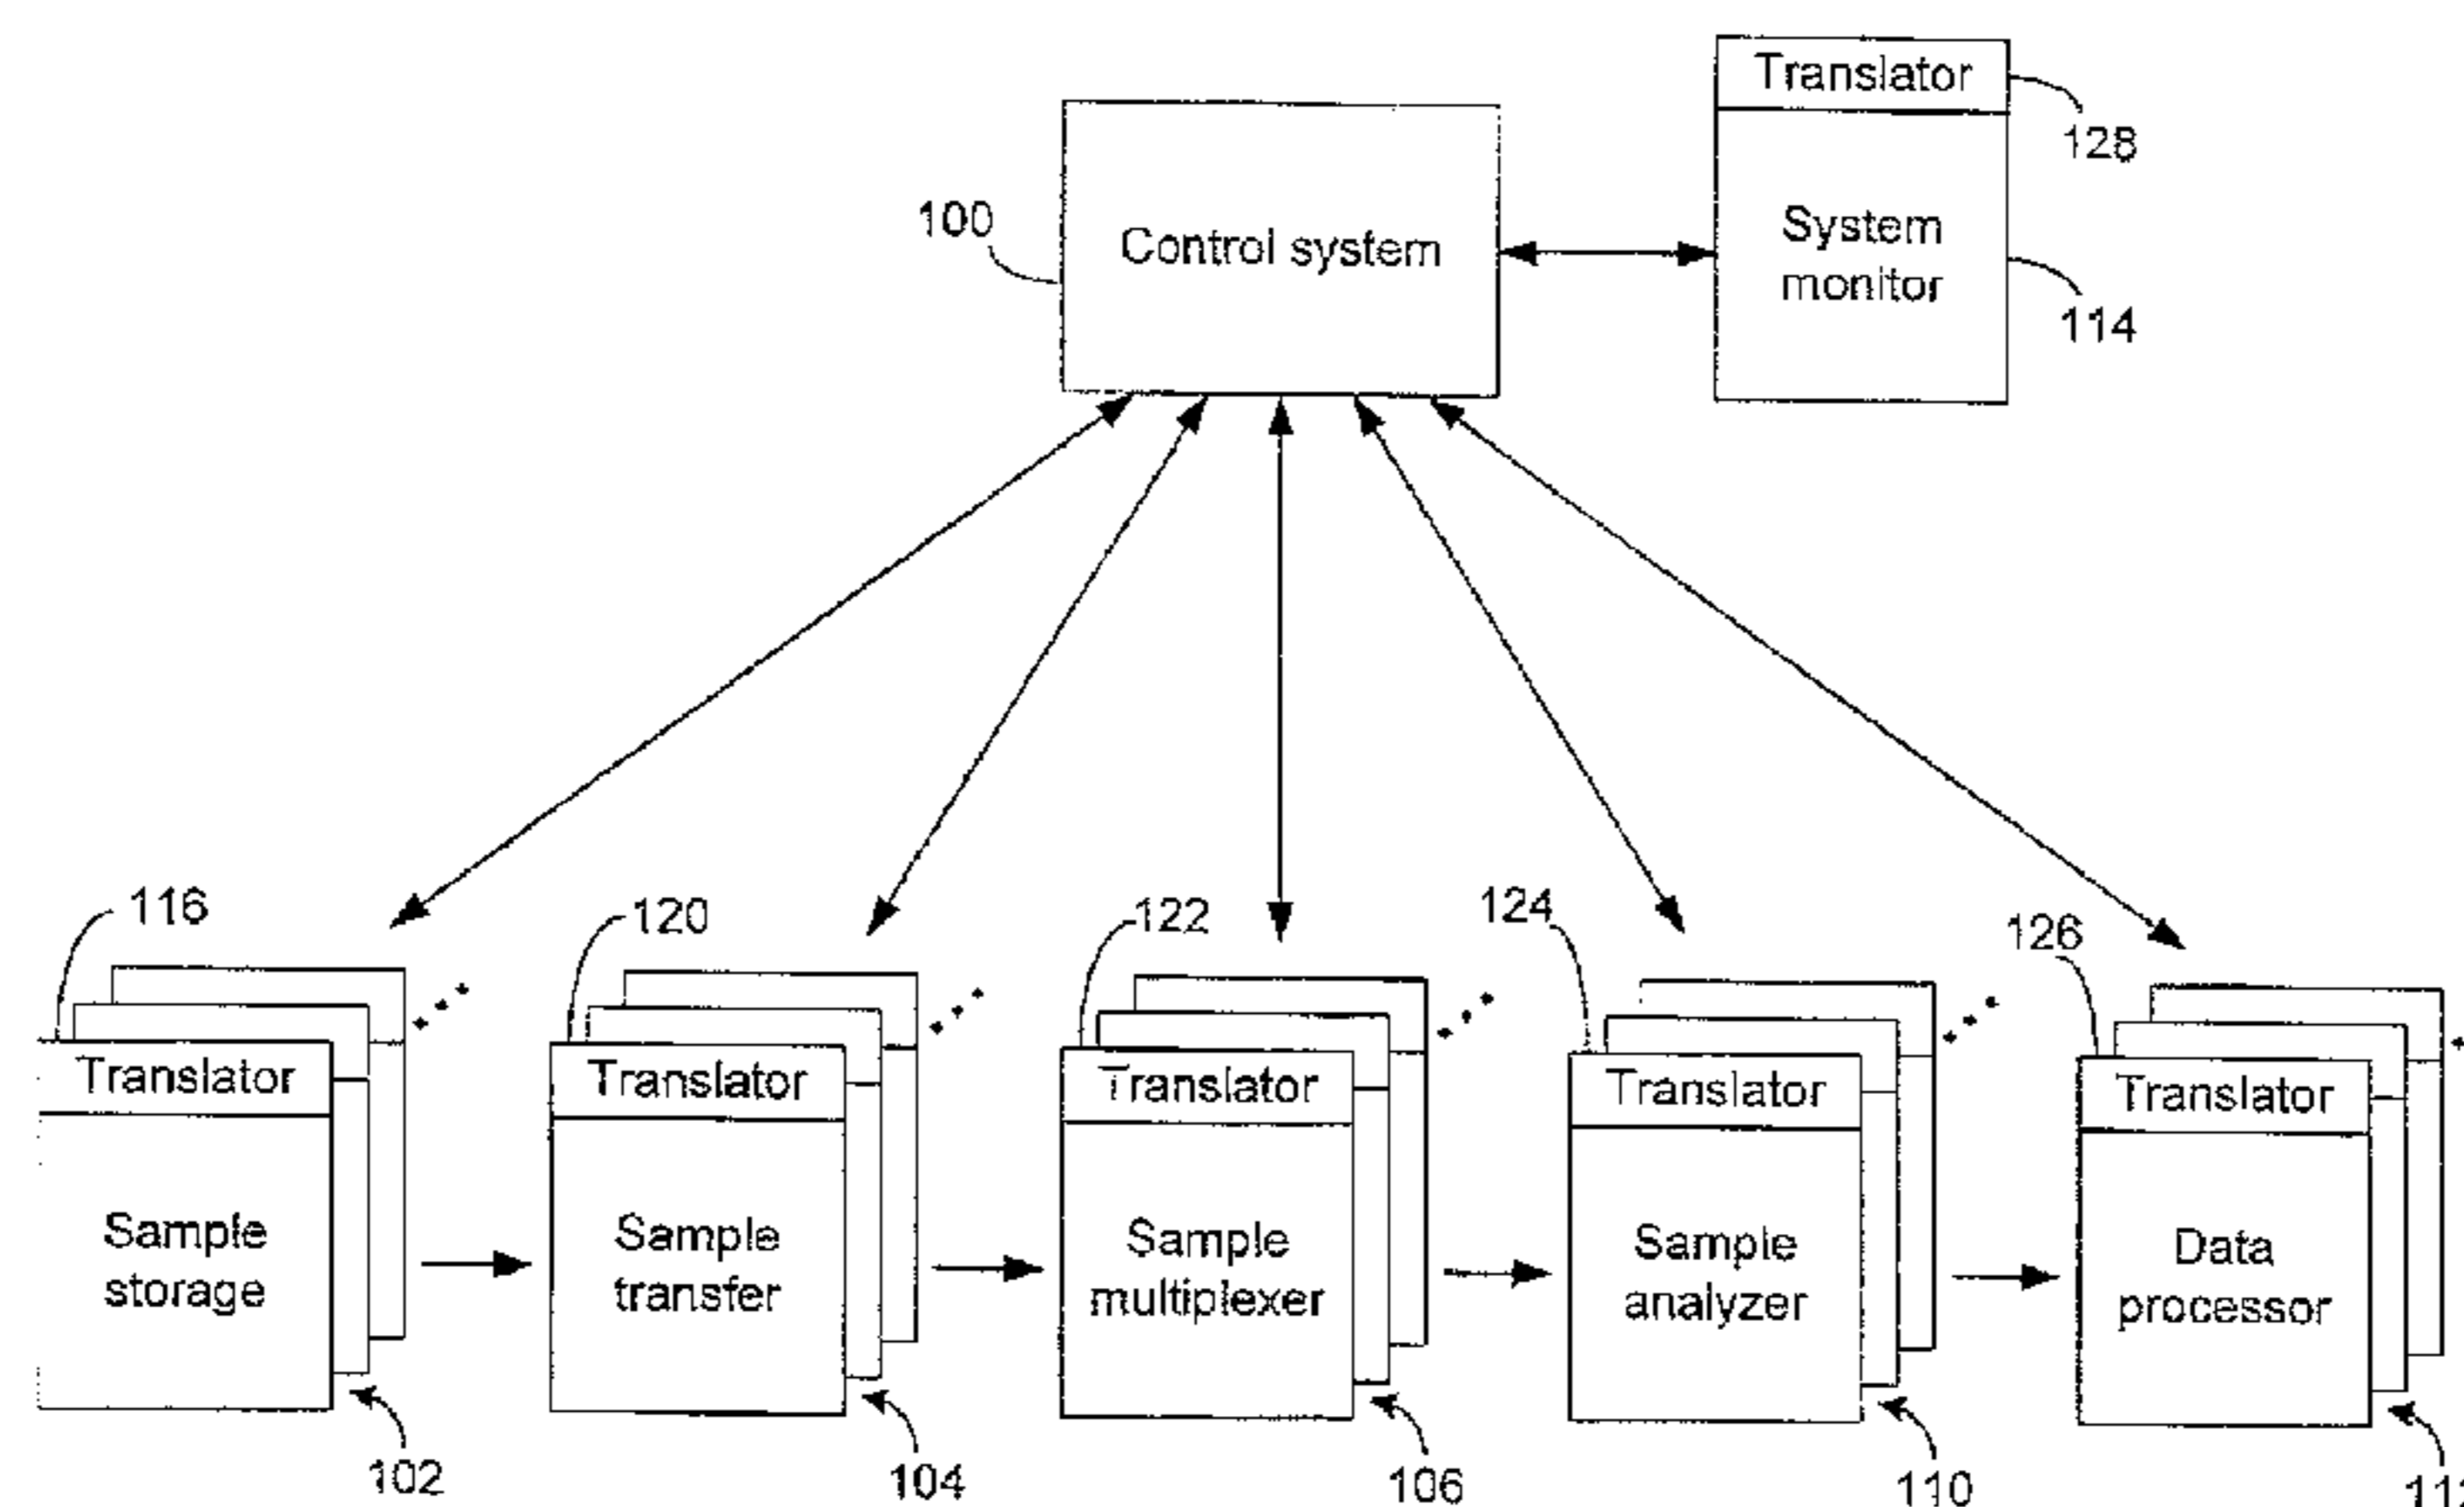 Translator
128
100
Control system
System
monitor
114
116
120
122
124
126
Translator
Translator
Translator
Translator
Translator
Sample
storage
Sample
transfer
Sample
multiplexer
Sample
analyzer
Data
processor
102
104
106
110